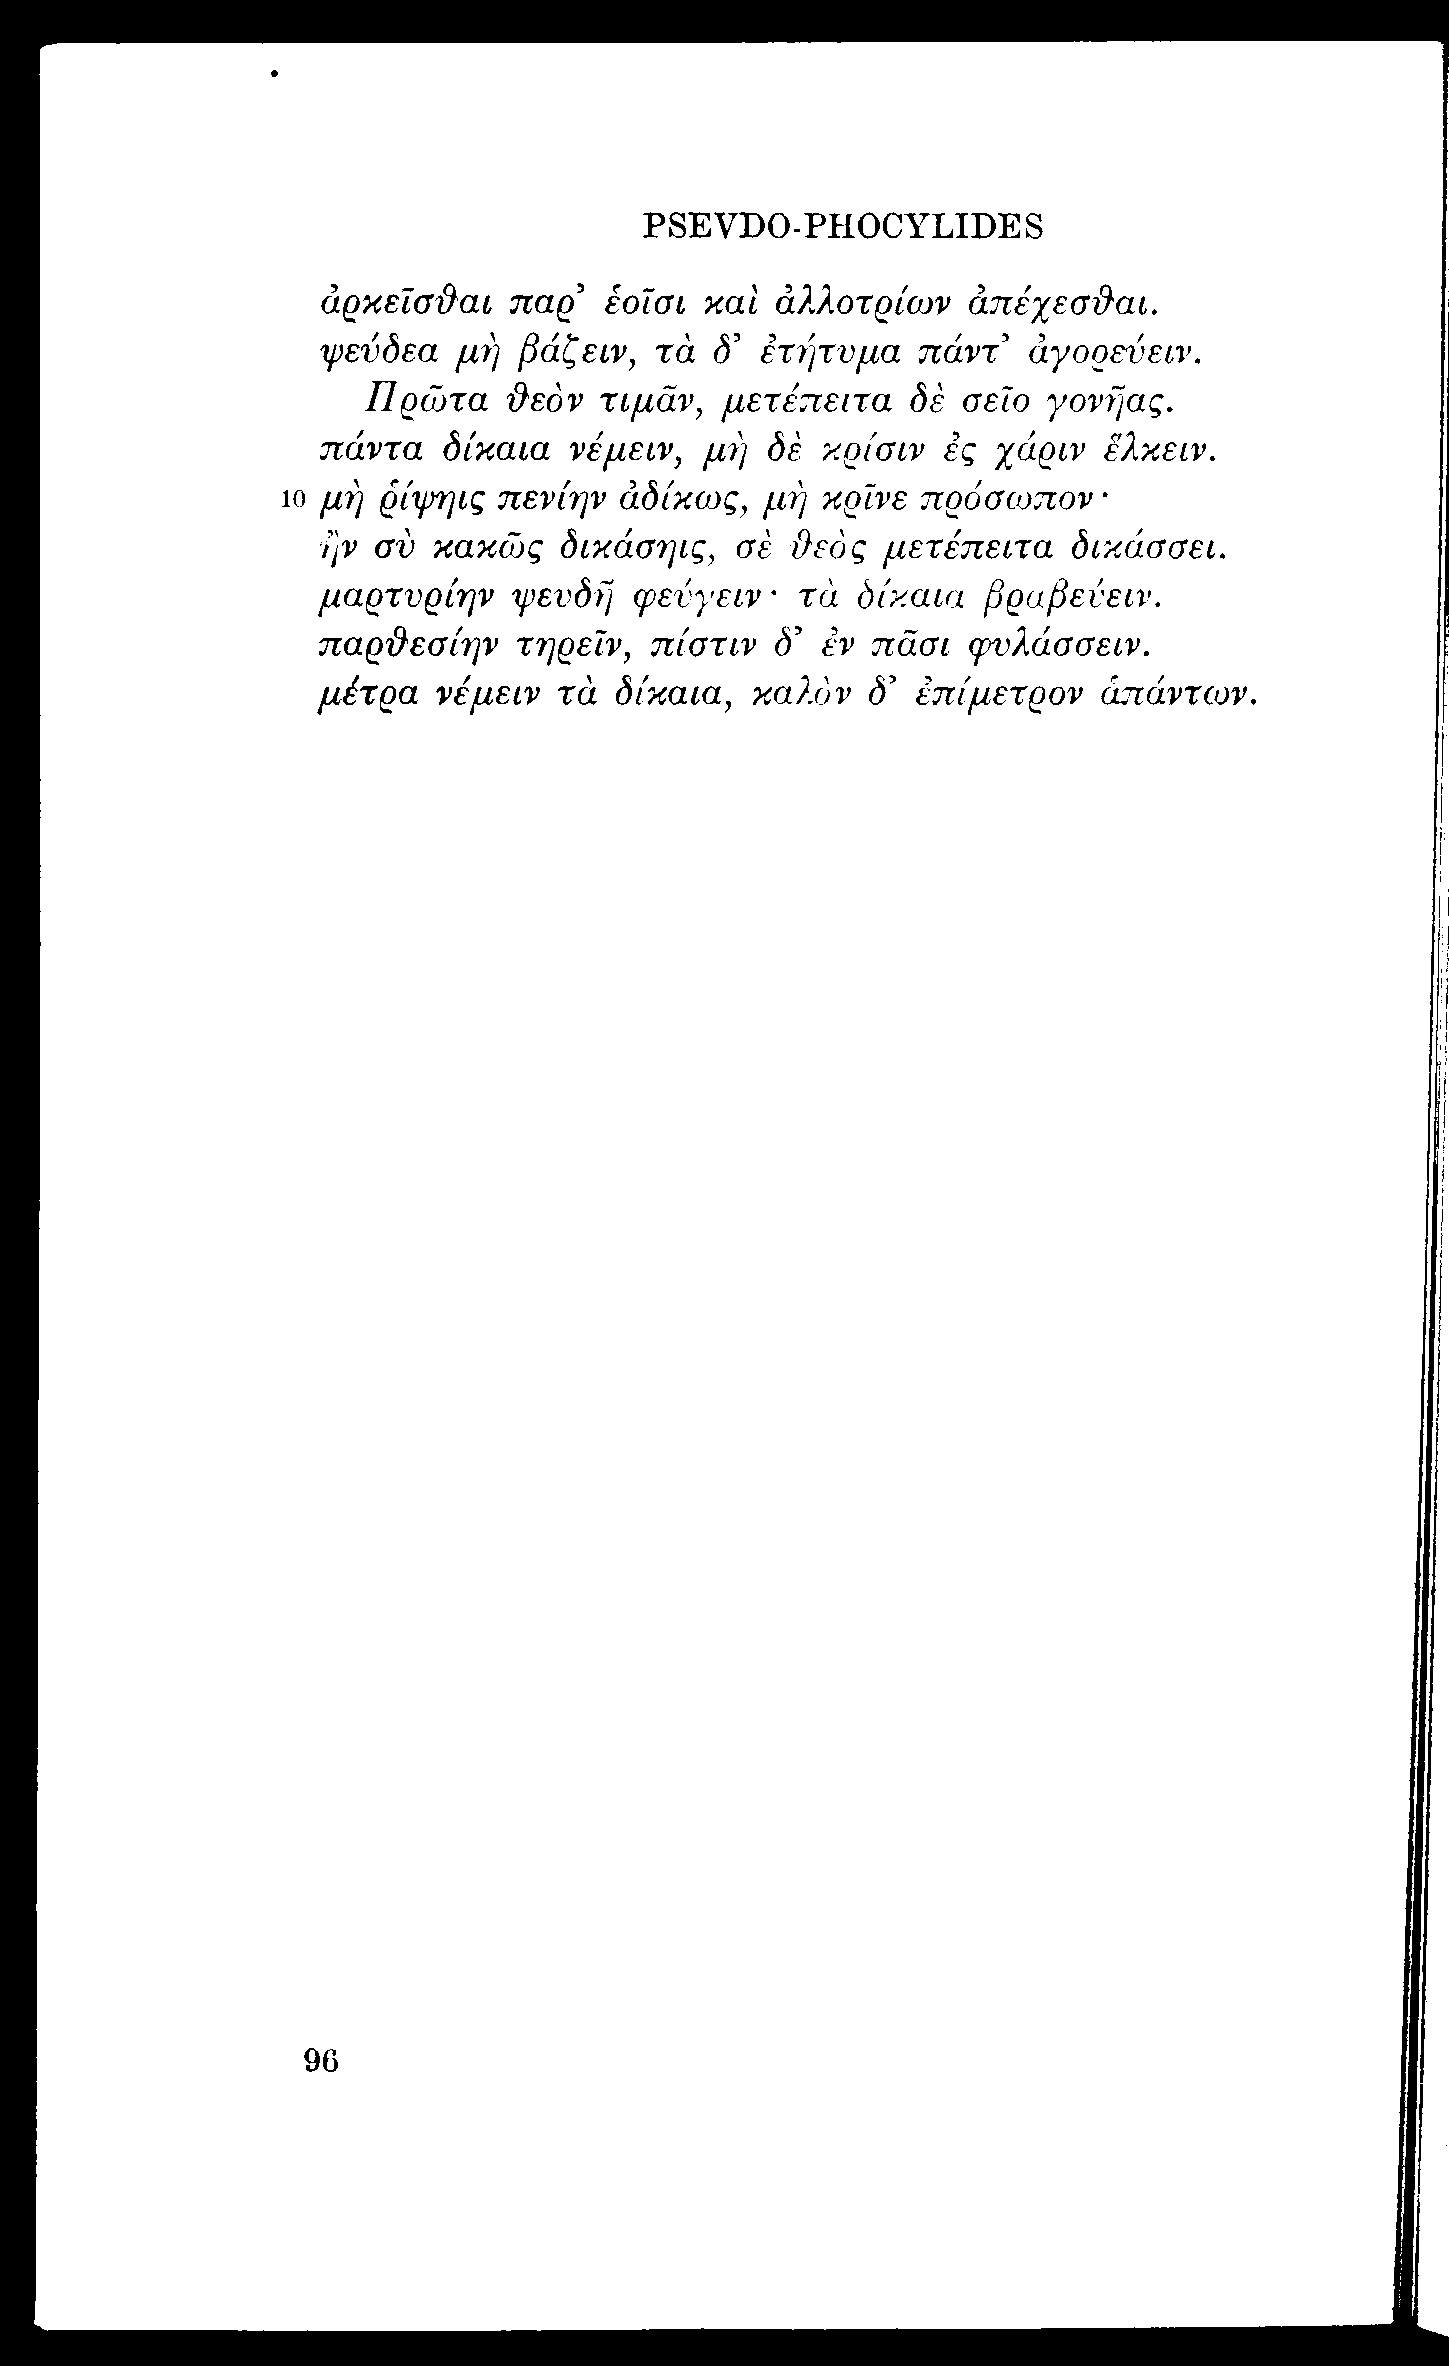 PSEVDO-PHOCYLIDES
ἀρκεῖσθαι παρ’ ἑοῖσι καὶ ἀλλοτρίων ἀπέχεσθαι.
ψεύδεα μὴ βάζειν, τὰ δ’ ἐτήτυμα πάντ’ ἀγορεύειν.
Πρῶτα θεὸν τιμᾶν, μετέπειτα δὲ σεῖο γονῆας.
πάντα δίκαια νέμειν, μὴ δὲ κρίσιν ἐς χάριν ἕλκειν.
10 μὴ ῥίψηις πενίην ἀδίκως, μὴ κρῖνε πρόσωπον·
ἢν σὺ κακῶς δικάσηις, σὲ θεὸς μετέπειτα δικάσσει.
μαρτυρίην ψευδῆ φεύγειν· τὰ δίκαια βραβεύειν.
παρθεσίην τηρεῖν, πίστιν δ’ ἐν πᾶσι φυλάσσειν.
μέτρα νέμειν τὰ δίκαια, καλὸν δ’ ἐπίμετρον ἁπάντων.
96